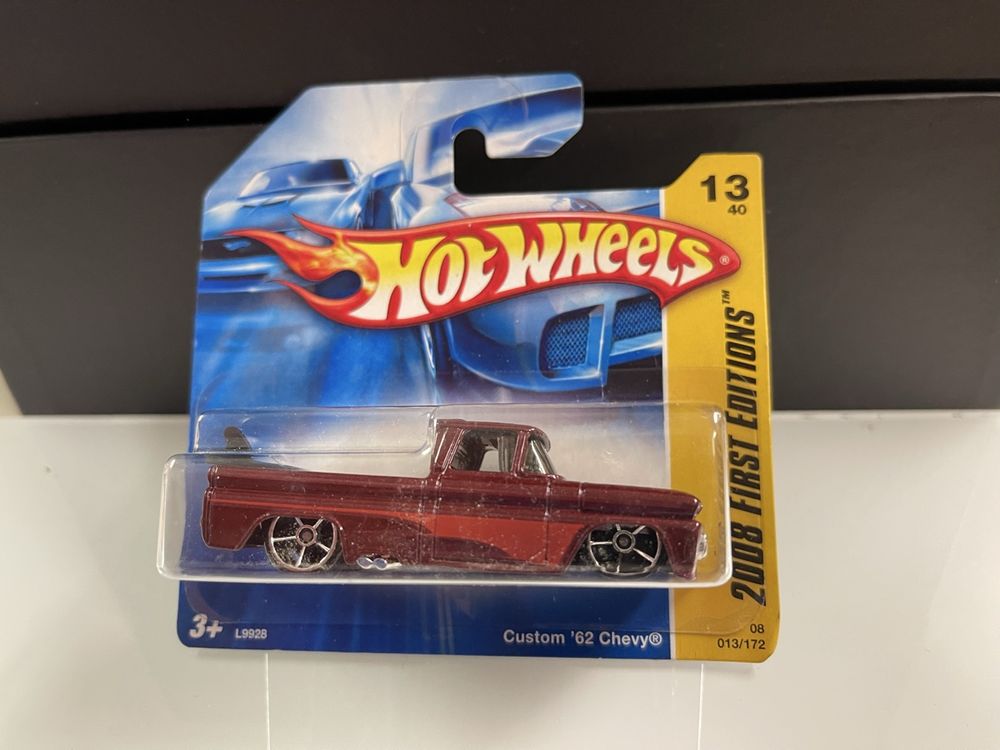 13
40
HOT WHEELS®
2008 FIRST EDITIONS™
3+
L9928
Custom '62 Chevy®
08
013/172